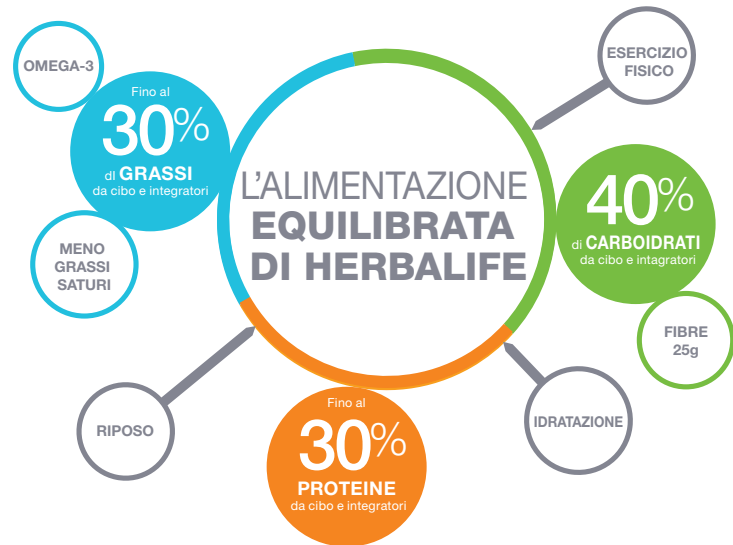 OMEGA-3
Fino al
30%
dI GRASSI
da cibo e integratori
MENO
GRASSI
SATURI
L'ALIMENTAZIONE
EQUILIBRATA
DI HERBALIFE
ESERCIZIO
FISICO
40%
di CARBOIDRATI
da cibo e intagratori
FIBRE
25g
RIPOSO
Fino al
30%
PROTEINE
da cibo e integratori
IDRATAZIONE